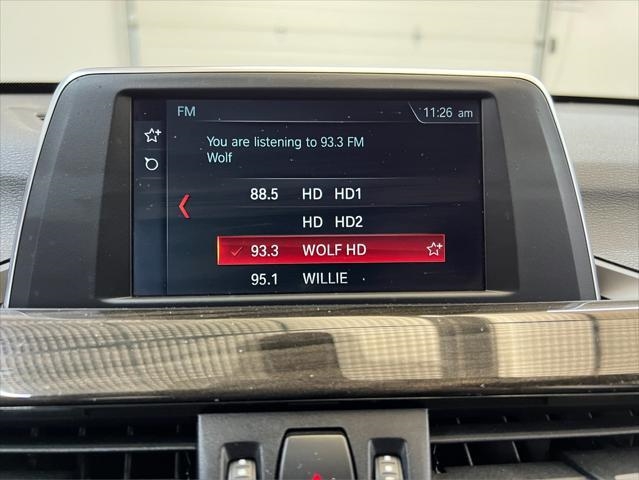 FM
11:26 am
You are listening to 93.3 FM
Wolf
88.5 HD HD1
HD HD2
93.3 WOLF HD
95.1 WILLIE